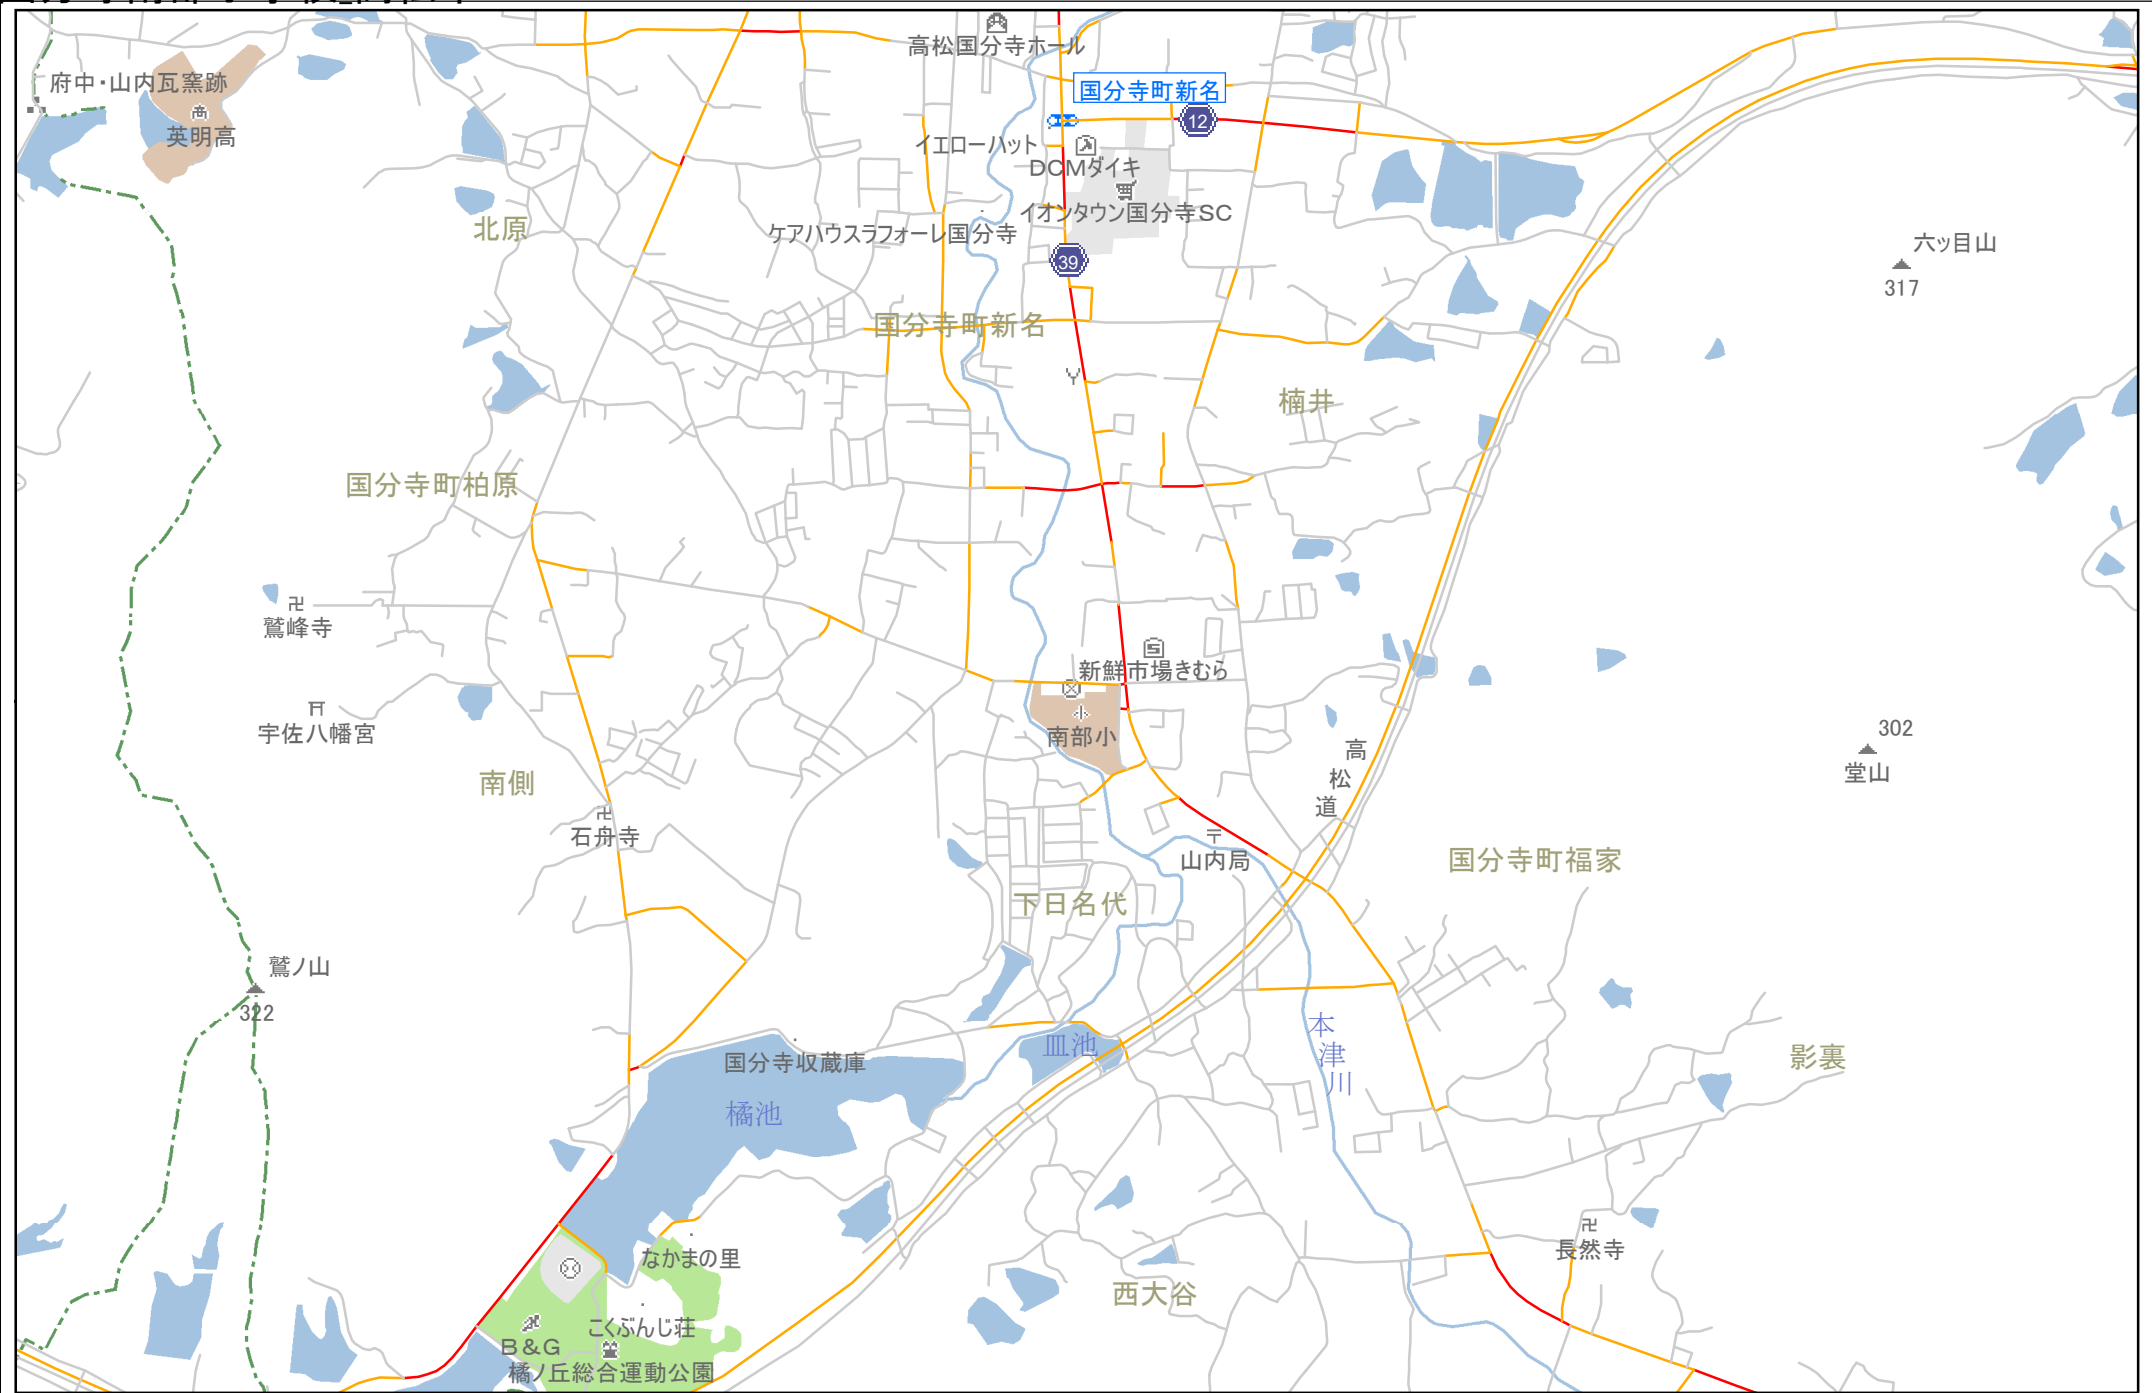 高松国分寺ホール
府中・山内瓦窯跡
国分寺町新名
英明高
12
イエローハット
DCMダイキ
イオンタウン国分寺SC
北原
ケアハウスラフォーレ国分寺
39
六ッ目山
317
国分寺町新名
楠井
国分寺町柏原
鷲峰寺
新鮮市場きむら
宇佐八幡宮
南部小
302
堂山
高松道
南側
石舟寺
山内局
国分寺町福家
下日名代
鷲ノ山
322
本津川
皿池
国分寺収蔵庫
影裏
橘池
長然寺
なかまの里
西大谷
こくぶんじ荘
B&G
橘ノ丘総合運動公園